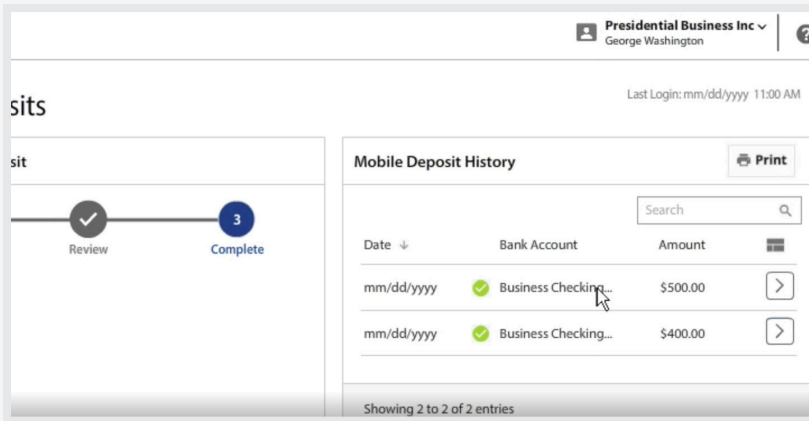 Presidential Business Inc
George Washington
Last Login: mm/dd/yyyy 11:00 AM
sits
sit
3
Review
Complete
Mobile Deposit History
Print
Search
Date
Bank Account
Amount
mm/dd/yyyy
Business Checking...
$500.00
mm/dd/yyyy
Business Checking...
$400.00
Showing 2 to 2 of 2 entries